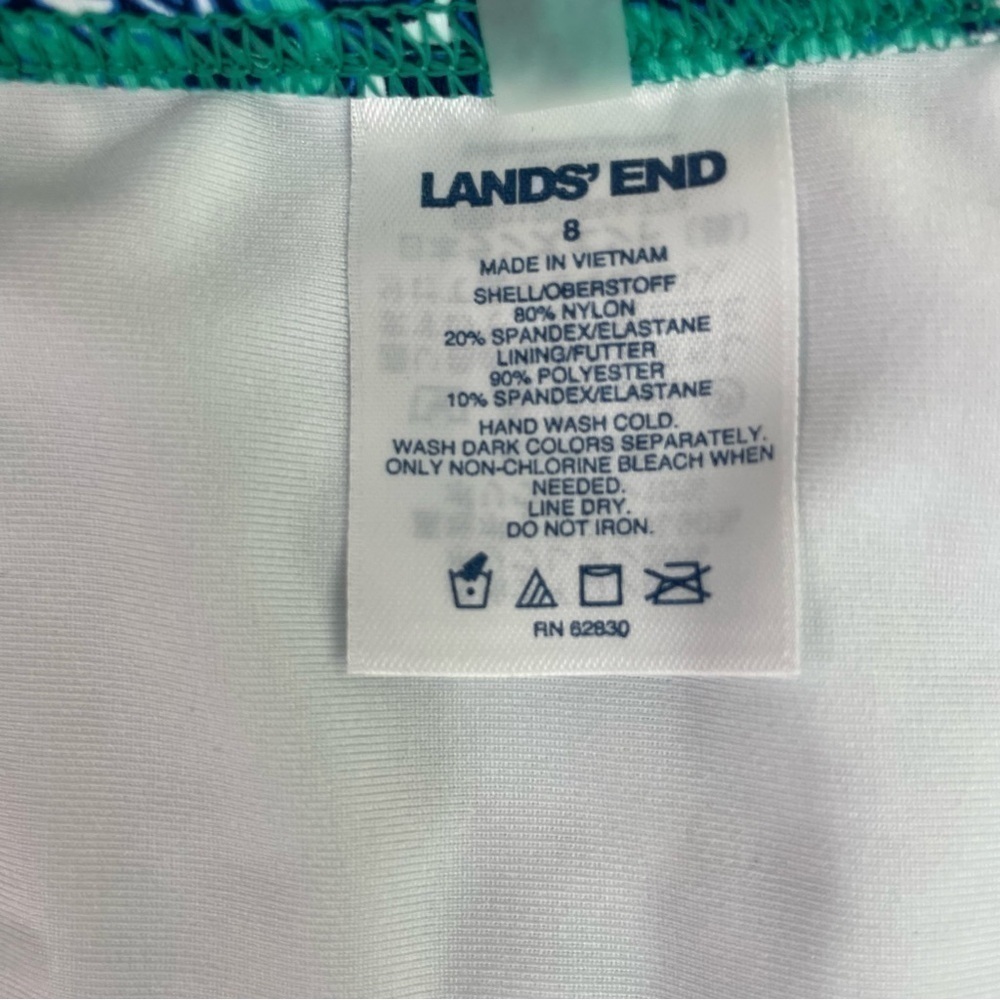 LANDS' END
8
MADE IN VIETNAM
SHELL/OBERSTOFF
80% NYLON
20% SPANDEX/ELASTANE
LINING/FUTTER
90% POLYESTER
10% SPANDEX/ELASTANE
HAND WASH COLD.
WASH DARK COLORS SEPARATELY.
ONLY NON-CHLORINE BLEACH WHEN
NEEDED.
LINE DRY.
DO NOT IRON.
RN 62830